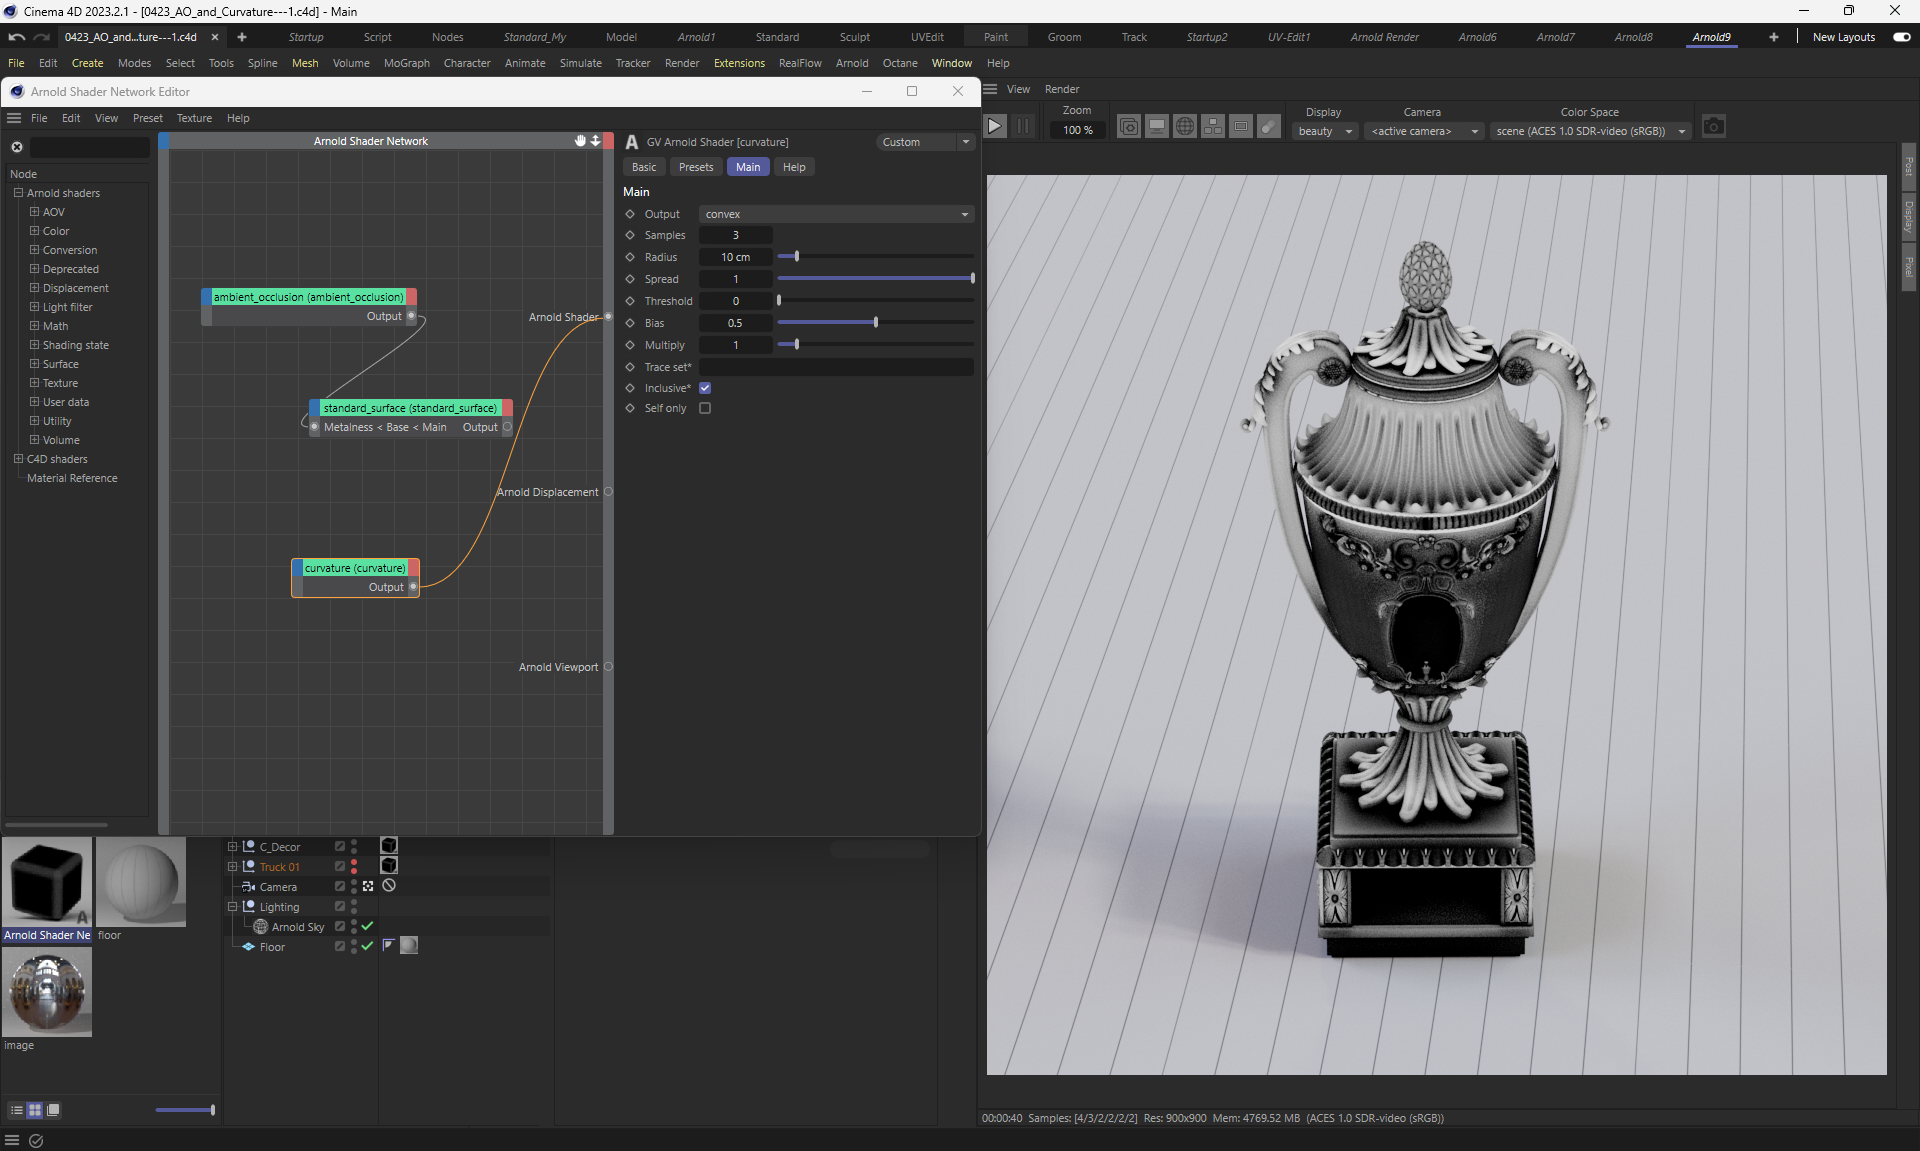 Cinema 4D 2023.2.1 - [0423_AO_and_Curvature---1.c4d] - Main
0423_AO_and...ture---1.c4d
Startup Script Nodes Standard_My Model Arnold1 Standard Sculpt UVEdit Paint Groom Track Startup2 UV-Edit1 Arnold Render Arnold6 Arnold7 Arnold8 Arnold9 New Layouts
File Edit Create Modes Select Tools Spline Mesh Volume MoGraph Character Animate Simulate Tracker Render Extensions RealFlow Arnold Octane Window Help
Arnold Shader Network Editor
File Edit View Preset Texture Help
Node
Arnold shaders
AOV
Color
Conversion
Deprecated
Displacement
Light filter
Math
Shading state
Surface
Texture
User data
Utility
Volume
C4D shaders
Material Reference
Arnold Shader Network
ambient_occlusion (ambient_occlusion)
Output
Arnold Shader
standard_surface (standard_surface)
Metalness < Base < Main Output
Arnold Displacement
curvature (curvature)
Output
Arnold Viewport
A GV Arnold Shader [curvature] Custom
Basic Presets Main Help
Main
Output convex
Samples 3
Radius 10 cm
Spread 1
Threshold 0
Bias 0.5
Multiply 1
Trace set*
Inclusive*
Self only
View Render
Zoom
100 %
Display
beauty
Camera
<active camera>
Color Space
scene (ACES 1.0 SDR-video (sRGB))
Post
Display
Pixel
A
Arnold Shader Ne
floor
image
C_Decor
Truck 01
Camera
Lighting
Arnold Sky
Floor
00:00:40 Samples: [4/3/2/2/2/2] Res: 900x900 Mem: 4769.52 MB (ACES 1.0 SDR-video (sRGB))